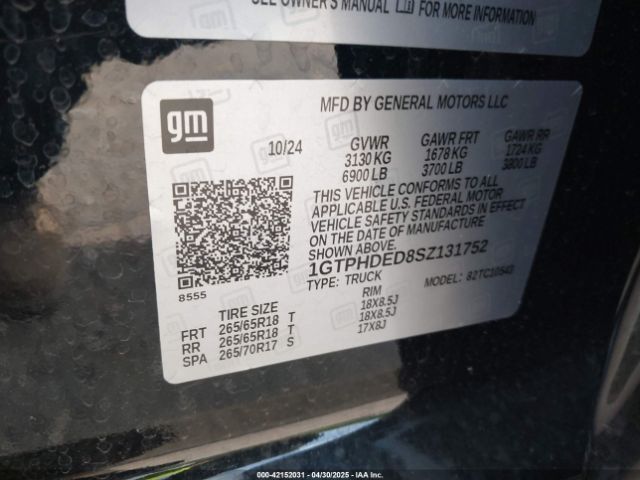 SEE OWNER'S MANUAL FOR MORE INFORMATION
gm
MFD BY GENERAL MOTORS LLC
10/24 GVWR GAWR FRT GAWR RR
3130 KG 1678 KG 1724 KG
6900 LB 3700 LB 3800 LB
THIS VEHICLE CONFORMS TO ALL
APPLICABLE U.S. FEDERAL MOTOR
VEHICLE SAFETY STANDARDS IN EFFECT
ON THE DATE OF MANUFACTURE
SHOWN ABOVE.
1GTPHDED8SZ131752
TYPE: TRUCK MODEL: 82TC10543
8555
TIRE SIZE RIM
FRT 265/65R18 T 18X8.5J
RR 265/65R18 T 18X8.5J
SPA 265/70R17 S 17X8J
000-42152031 - 04/30/2025 - IAAI.com